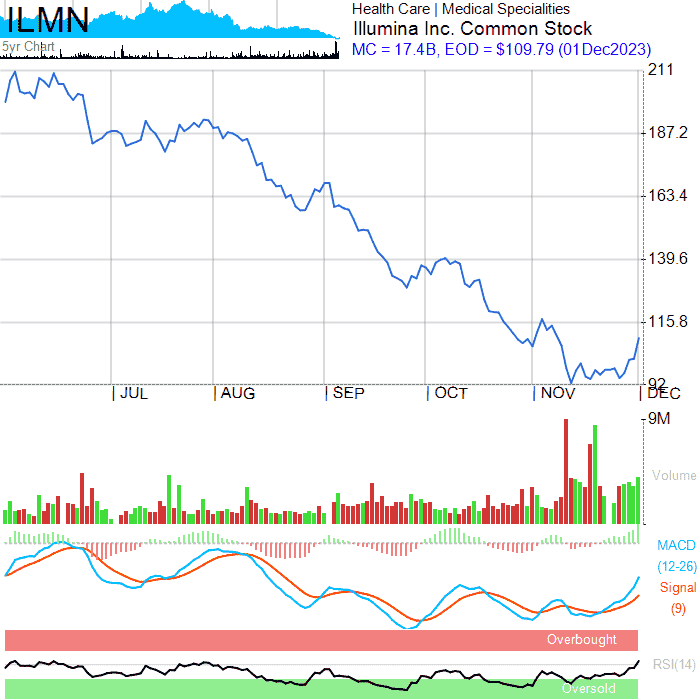 ILMN
5yr Chart
Health Care | Medical Specialities
Illumina Inc. Common Stock
MC = 17.4B, EOD = $109.79 (01Dec2023)
211
187.2
163.4
139.6
115.8
92
JUL
AUG
SEP
OCT
NOV
DEC
9M
Volume
MACD
(12-26)
Signal
(9)
Overbought
RSI(14)
Oversold